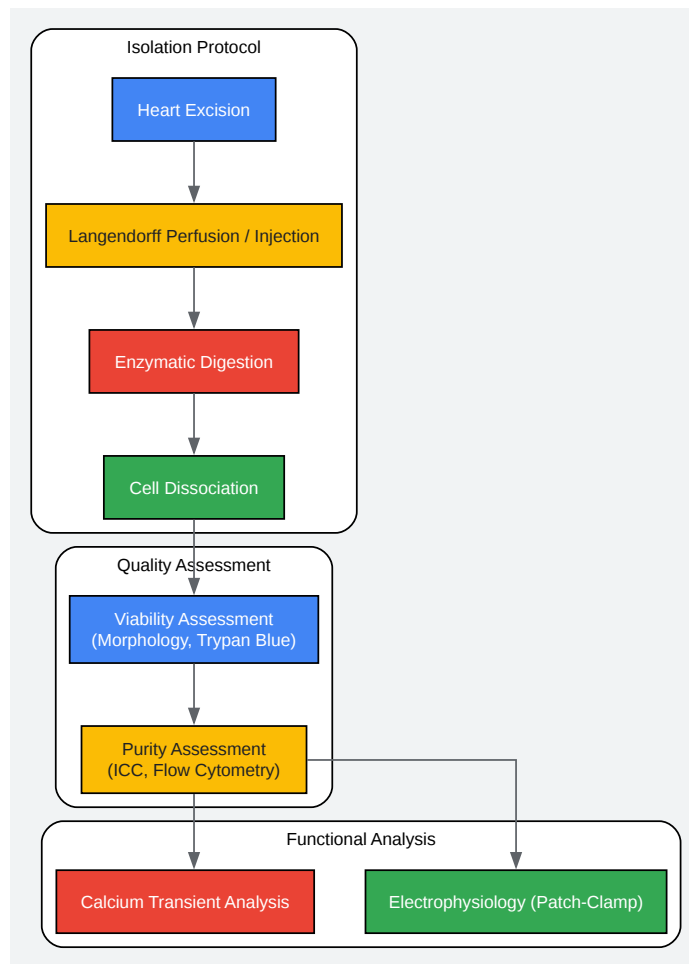 Isolation Protocol
Heart Excision
Langendorff Perfusion / Injection
Enzymatic Digestion
Cell Dissociation
Quality Assessment
Viability Assessment
(Morphology, Trypan Blue)
Purity Assessment
(ICC, Flow Cytometry)
Functional Analysis
Calcium Transient Analysis
Electrophysiology (Patch-Clamp)